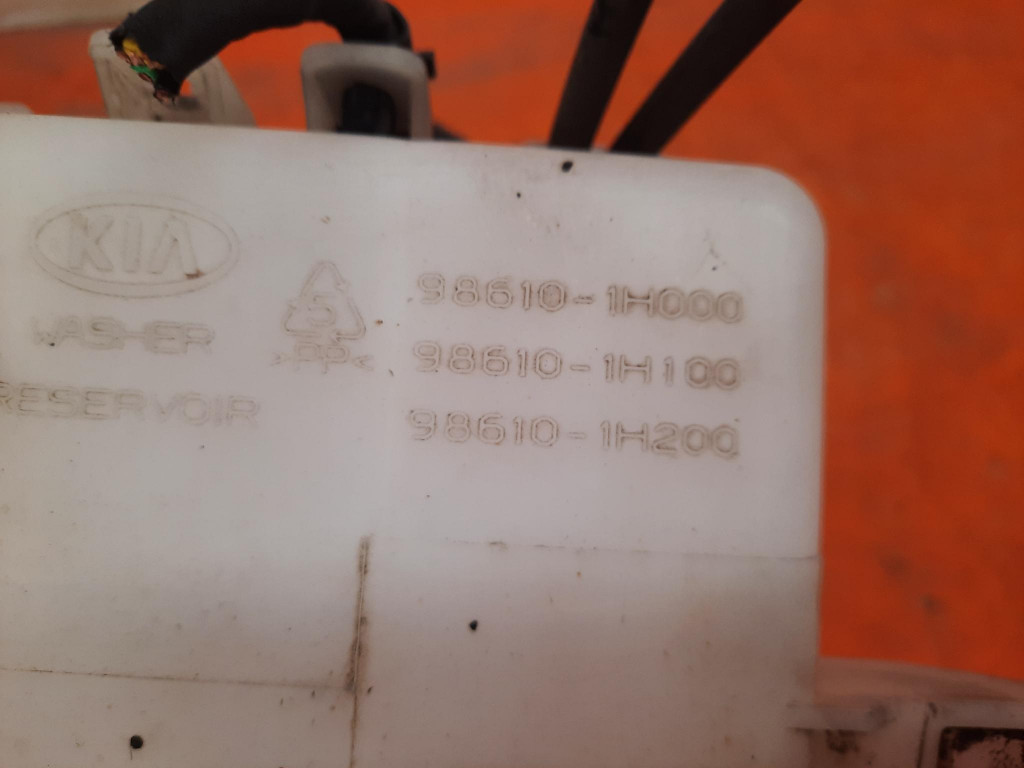 KIA
WASHER
RESERVOIR
5
>PP<
98610-1H000
98610-1H100
98610-1H200